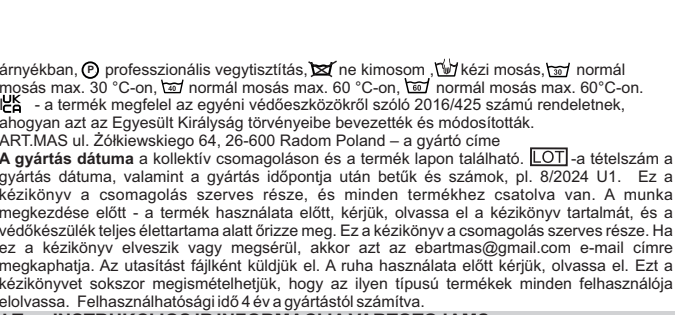 árnyékban, Ⓟ professzionális vegytisztítás, ne kimosom , kézi mosás, 30 normál
mosás max. 30 °C-on, 40 normál mosás max. 60 °C-on, 60 normál mosás max. 60°C-on.
UK CA - a termék megfelel az egyéni védőeszközökről szóló 2016/425 számú rendeletnek,
ahogyan azt az Egyesült Királyság törvényeibe bevezették és módosították.
ART.MAS ul. Żółkiewskiego 64, 26-600 Radom Poland – a gyártó címe
A gyártás dátuma a kollektív csomagoláson és a termék lapon található. LOT -a tételszám a
gyártás dátuma, valamint a gyártás időpontja után betűk és számok, pl. 8/2024 U1. Ez a
kézikönyv a csomagolás szerves része, és minden termékhez csatolva van. A munka
megkezdése előtt - a termék használata előtt, kérjük, olvassa el a kézikönyv tartalmát, és a
védőkészülék teljes élettartama alatt őrizze meg. Ez a kézikönyv a csomagolás szerves része. Ha
ez a kézikönyv elveszik vagy megsérül, akkor azt az ebartmas@gmail.com e-mail címre
megkaphatja. Az utasítást fájlként küldjük el. A ruha használata előtt kérjük, olvassa el. Ezt a
kézikönyvet sokszor megismételhetjük, hogy az ilyen típusú termékek minden felhasználója
elolvassa. Felhasználhatósági idő 4 év a gyártástól számítva.